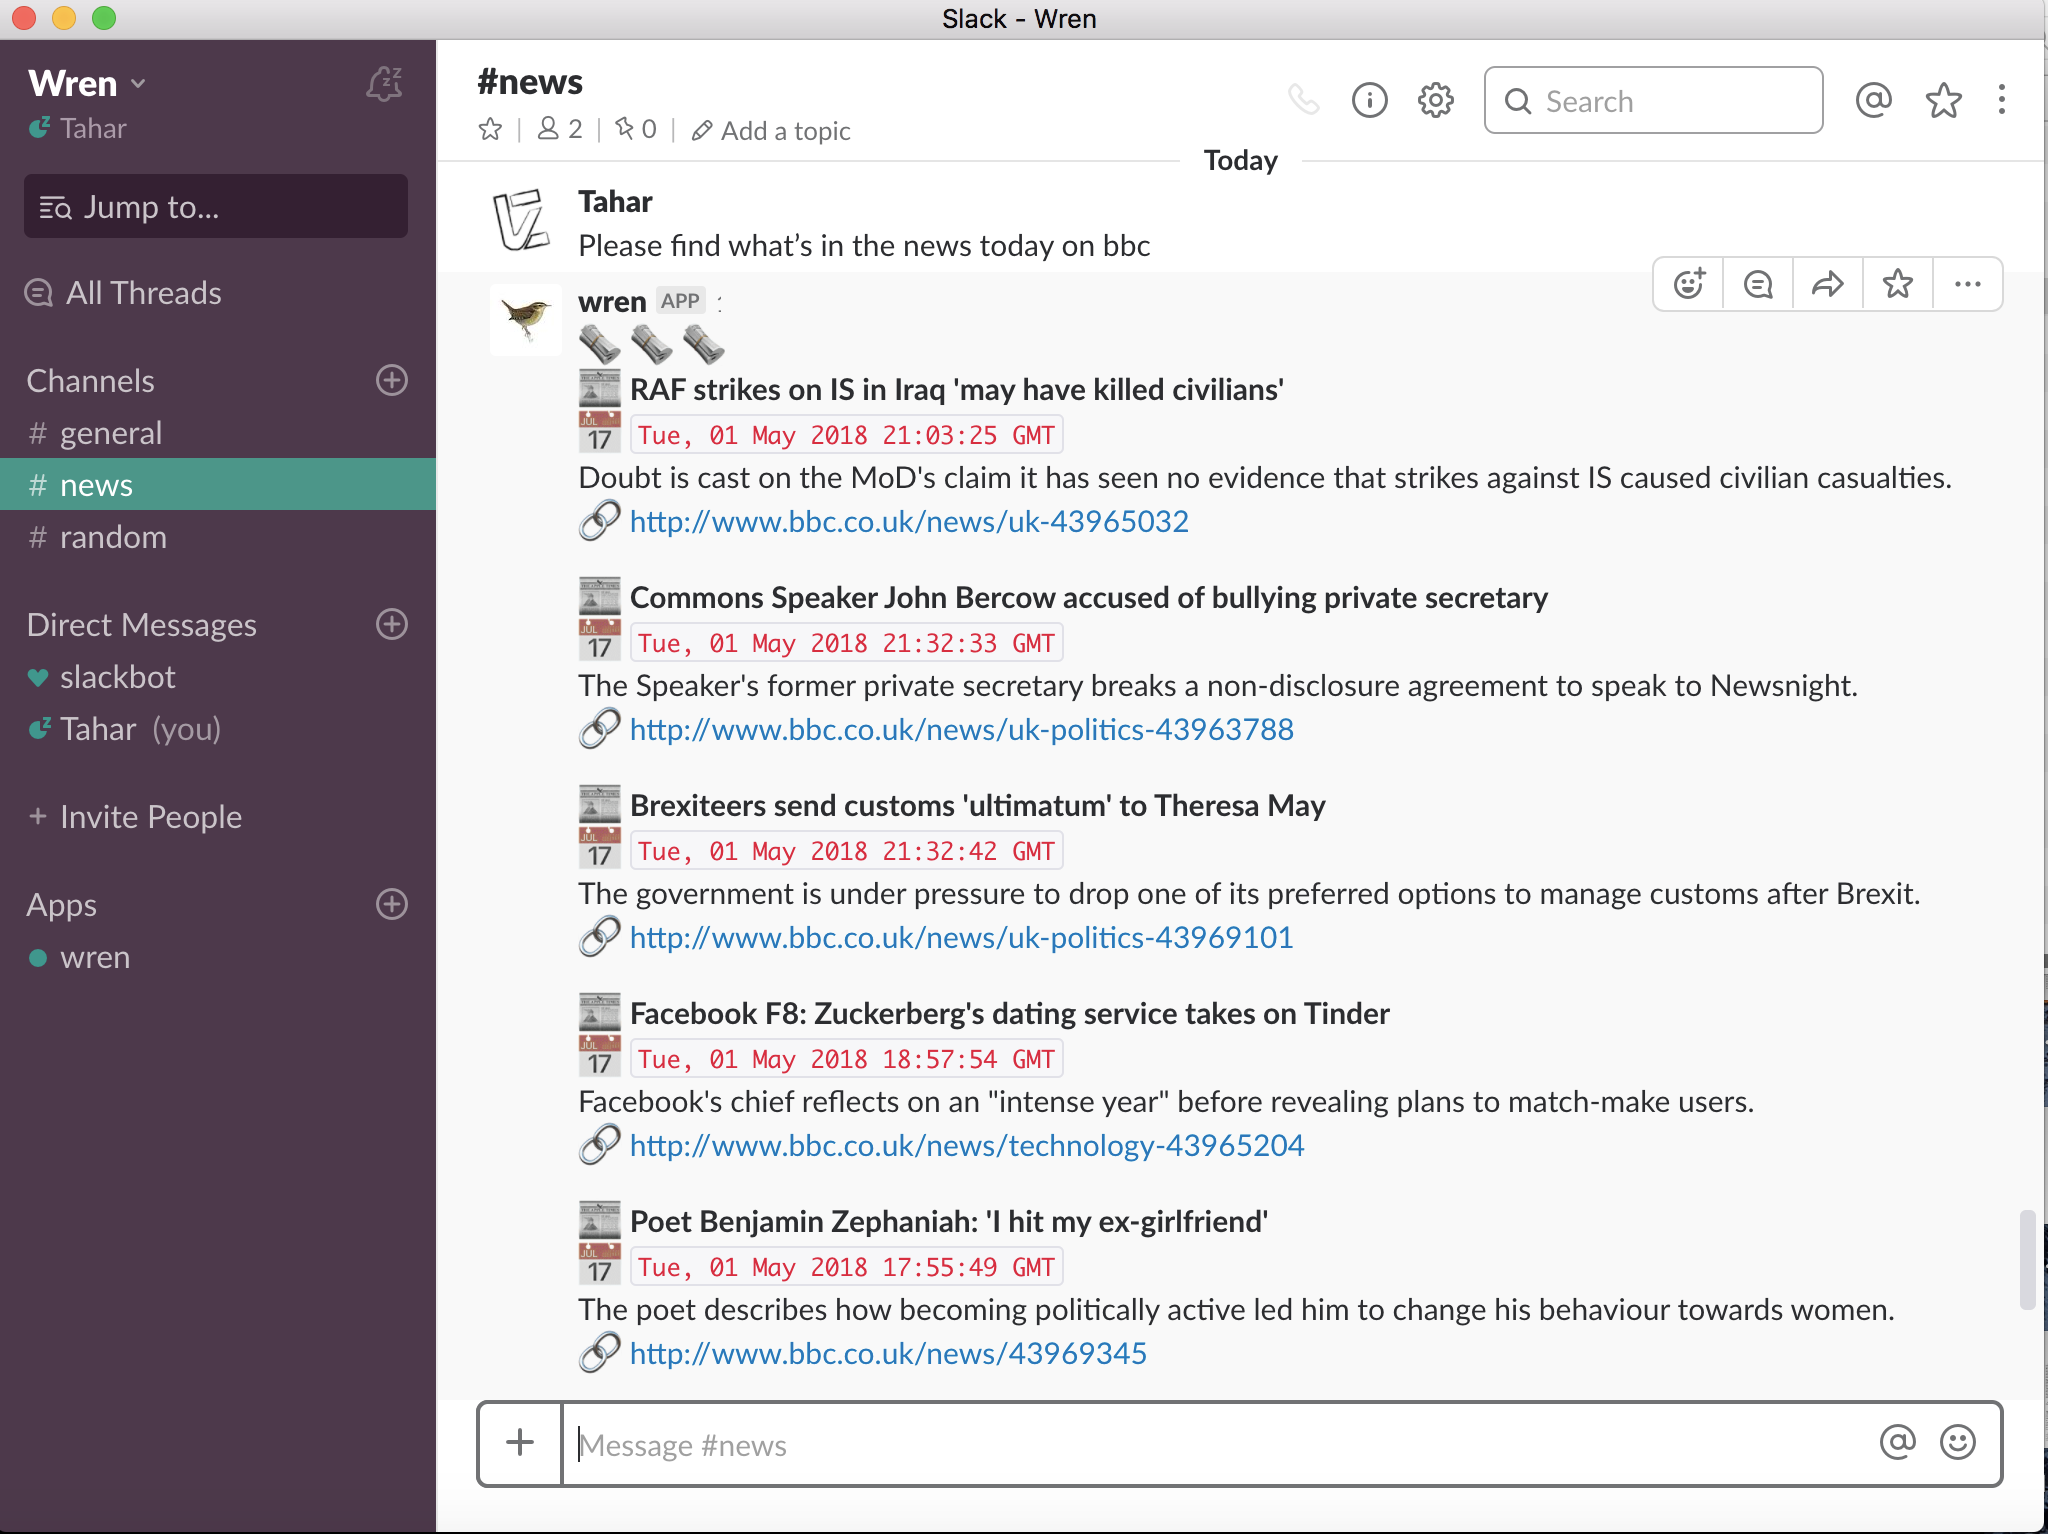 Slack - Wren
Wren
Tahar
Jump to...
All Threads
Channels
# general
# news
# random
Direct Messages
slackbot
Tahar (you)
+ Invite People
Apps
wren
#news
2 | 0 | Add a topic
Search
Today
Tahar
Please find what’s in the news today on bbc
wren APP
RAF strikes on IS in Iraq 'may have killed civilians'
JUL 17 Tue, 01 May 2018 21:03:25 GMT
Doubt is cast on the MoD's claim it has seen no evidence that strikes against IS caused civilian casualties.
http://www.bbc.co.uk/news/uk-43965032
Commons Speaker John Bercow accused of bullying private secretary
JUL 17 Tue, 01 May 2018 21:32:33 GMT
The Speaker's former private secretary breaks a non-disclosure agreement to speak to Newsnight.
http://www.bbc.co.uk/news/uk-politics-43963788
Brexiteers send customs 'ultimatum' to Theresa May
JUL 17 Tue, 01 May 2018 21:32:42 GMT
The government is under pressure to drop one of its preferred options to manage customs after Brexit.
http://www.bbc.co.uk/news/uk-politics-43969101
Facebook F8: Zuckerberg's dating service takes on Tinder
JUL 17 Tue, 01 May 2018 18:57:54 GMT
Facebook's chief reflects on an "intense year" before revealing plans to match-make users.
http://www.bbc.co.uk/news/technology-43965204
Poet Benjamin Zephaniah: 'I hit my ex-girlfriend'
JUL 17 Tue, 01 May 2018 17:55:49 GMT
The poet describes how becoming politically active led him to change his behaviour towards women.
http://www.bbc.co.uk/news/43969345
Message #news